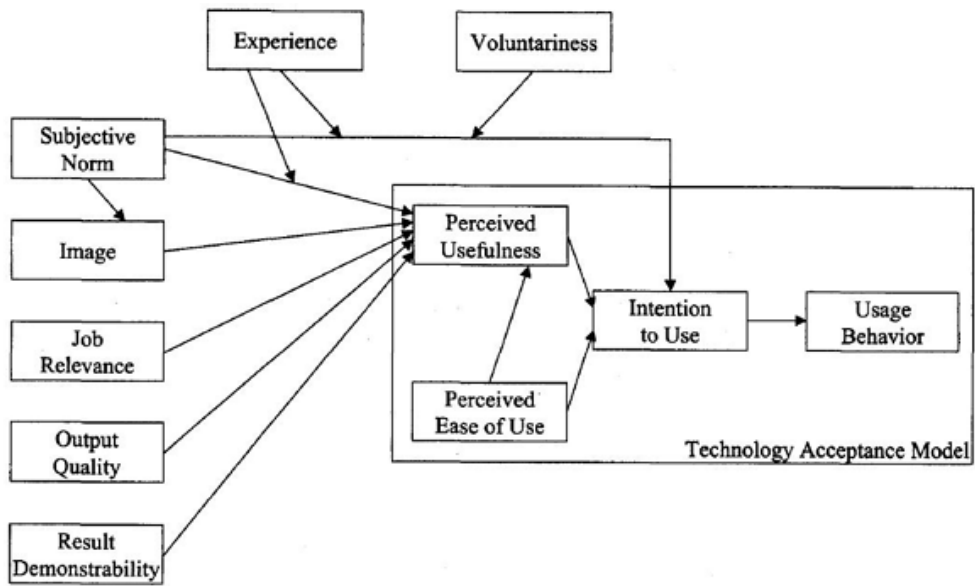 Experience
Voluntariness
Subjective
Norm
Image
Perceived
Usefulness
Job
Relevance
Intention
to Use
Usage
Behavior
Perceived
Ease of Use
Output
Quality
Technology Acceptance Model
Result
Demonstrability